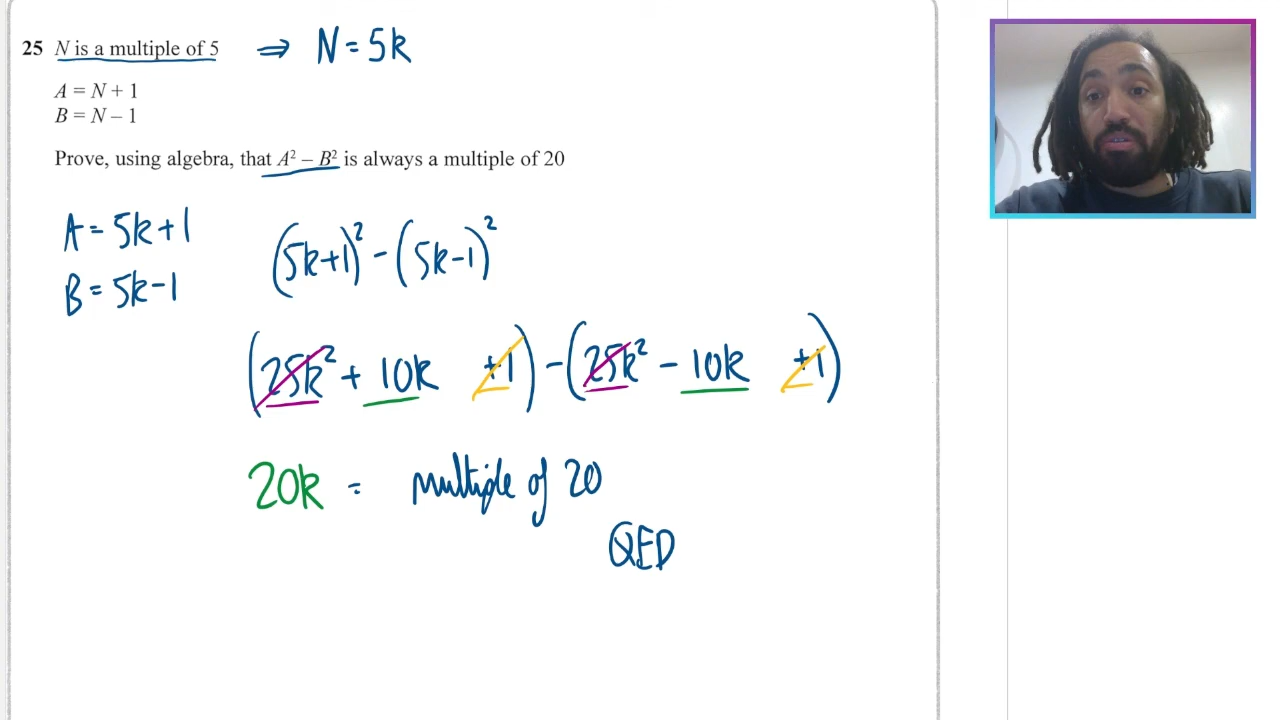 25 N is a multiple of 5 ⇒ N = 5k
A = N + 1
B = N – 1
Prove, using algebra, that A² – B² is always a multiple of 20
A = 5k+1
B = 5k-1
(5k+1)² - (5k-1)²
(25k² + 10k +1) - (25k² - 10k +1)
20k = multiple of 20
QED